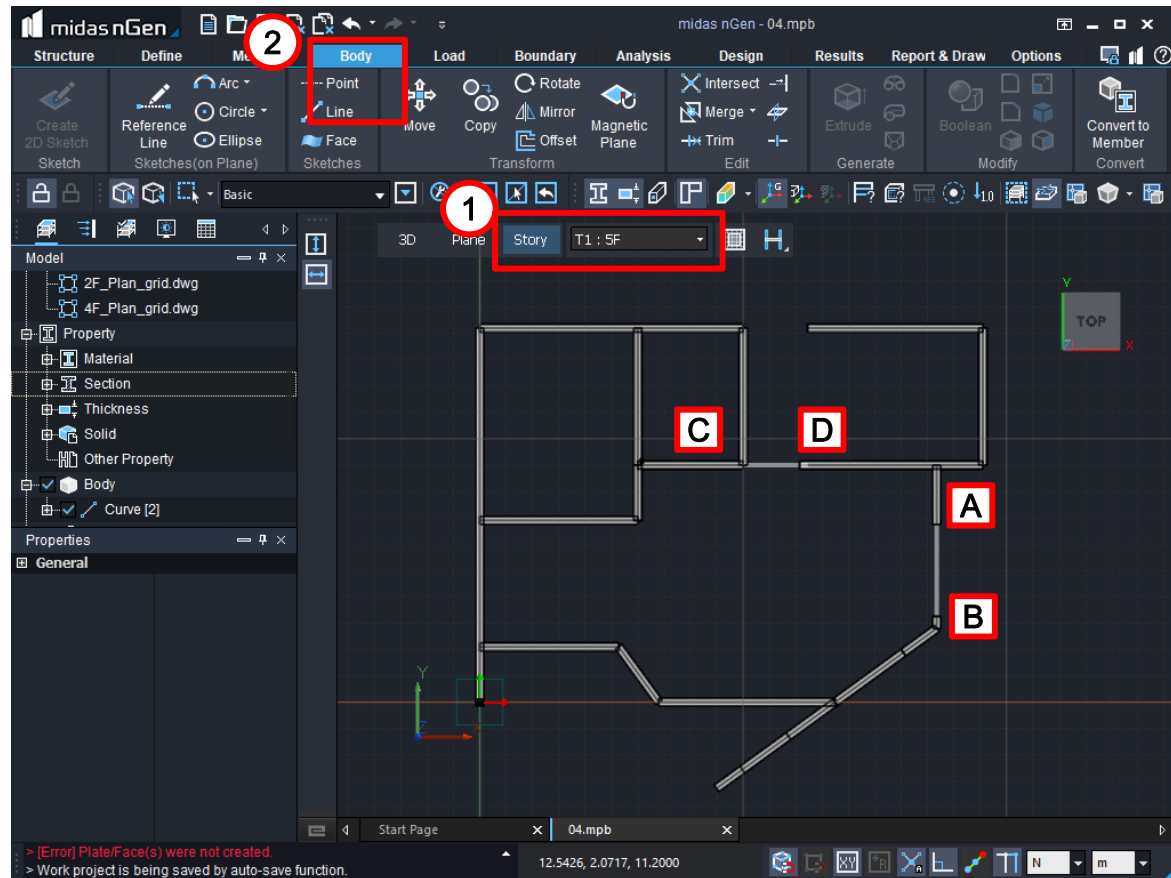 midas nGen
midas nGen - 04.mpb
2
Structure Define Me Body Load Boundary Analysis Design Results Report & Draw Options
Create
2D Sketch
Reference
Line
Arc
Circle
Ellipse
Point
Line
Face
Move
Copy
Rotate
Mirror
Offset
Magnetic
Plane
Intersect
Merge
Trim
Extrude
Boolean
Convert to
Member
Sketch Sketches(on Plane) Sketches Transform Edit Generate Modify Convert
Basic
1.0
1
3D Plane Story T1 : 5F
Model
2F_Plan_grid.dwg
4F_Plan_grid.dwg
Property
Material
Section
Thickness
Solid
Other Property
Body
Curve [2]
Properties
General
Y
TOP
Z
X
C
D
A
B
Y
Z
X
Start Page
04.mpb
> [Error] Plate/Face(s) were not created.
> Work project is being saved by auto-save function.
12.5426, 2.0717, 11.2000
XY
N
m